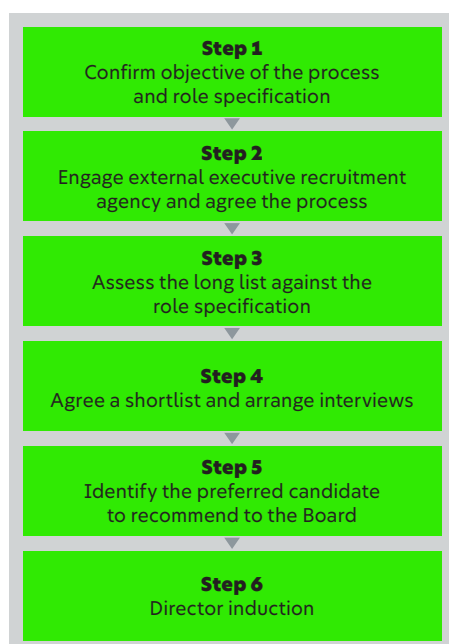 Step 1
Confirm objective of the process
and role specification
Step 2
Engage external executive recruitment
agency and agree the process
Step 3
Assess the long list against the
role specification
Step 4
Agree a shortlist and arrange interviews
Step 5
Identify the preferred candidate
to recommend to the Board
Step 6
Director induction